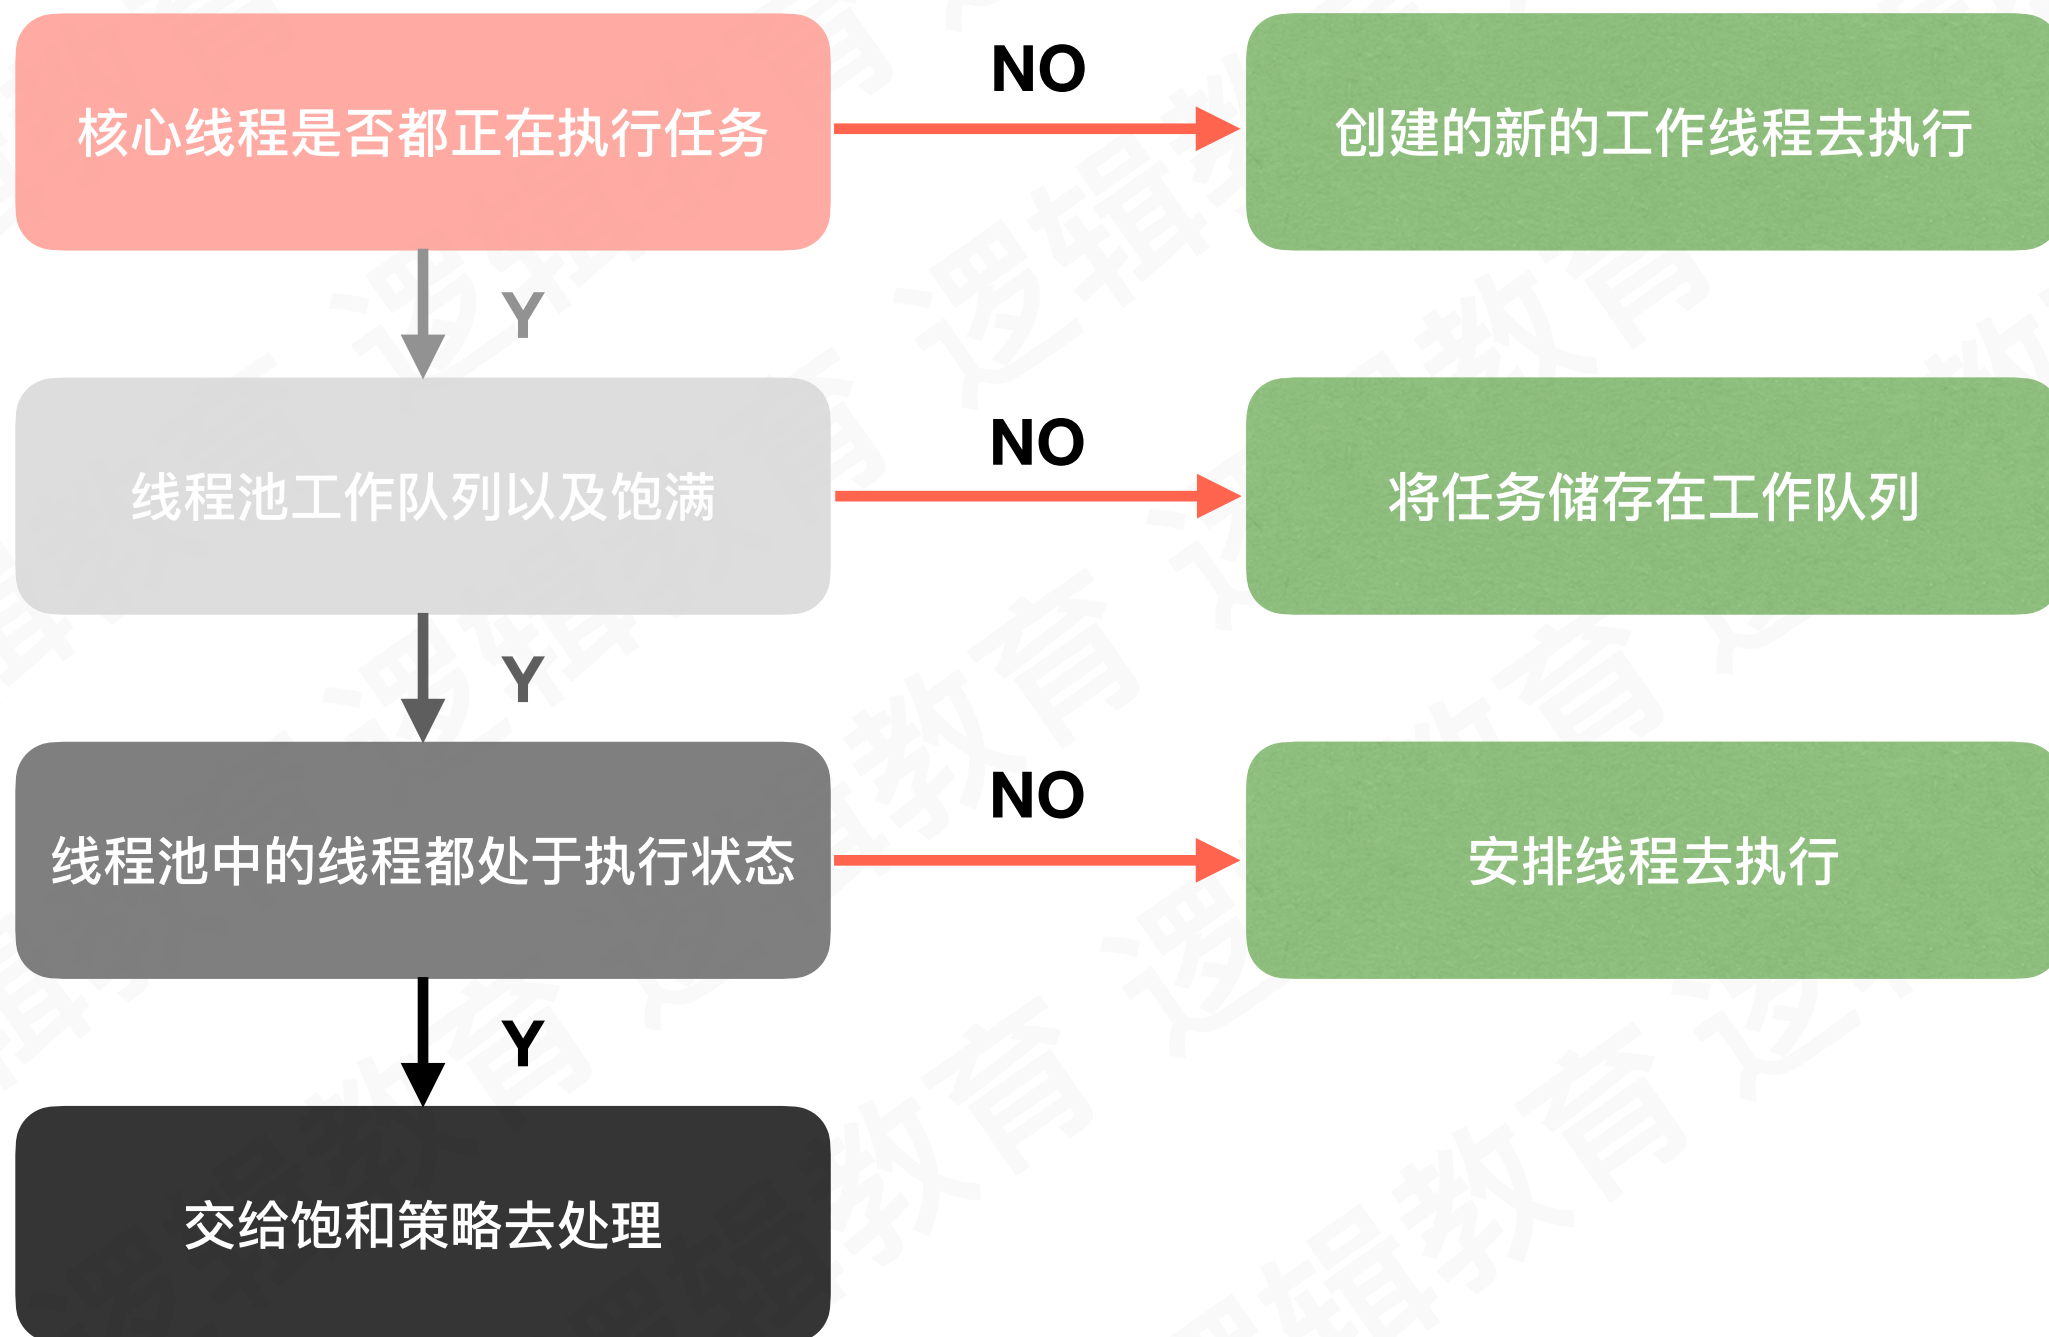 核心线程是否都正在执行任务
NO
创建的新的工作线程去执行
Y
线程池工作队列以及饱满
NO
将任务储存在工作队列
Y
线程池中的线程都处于执行状态
NO
安排线程去执行
Y
交给饱和策略去处理
逻辑教育